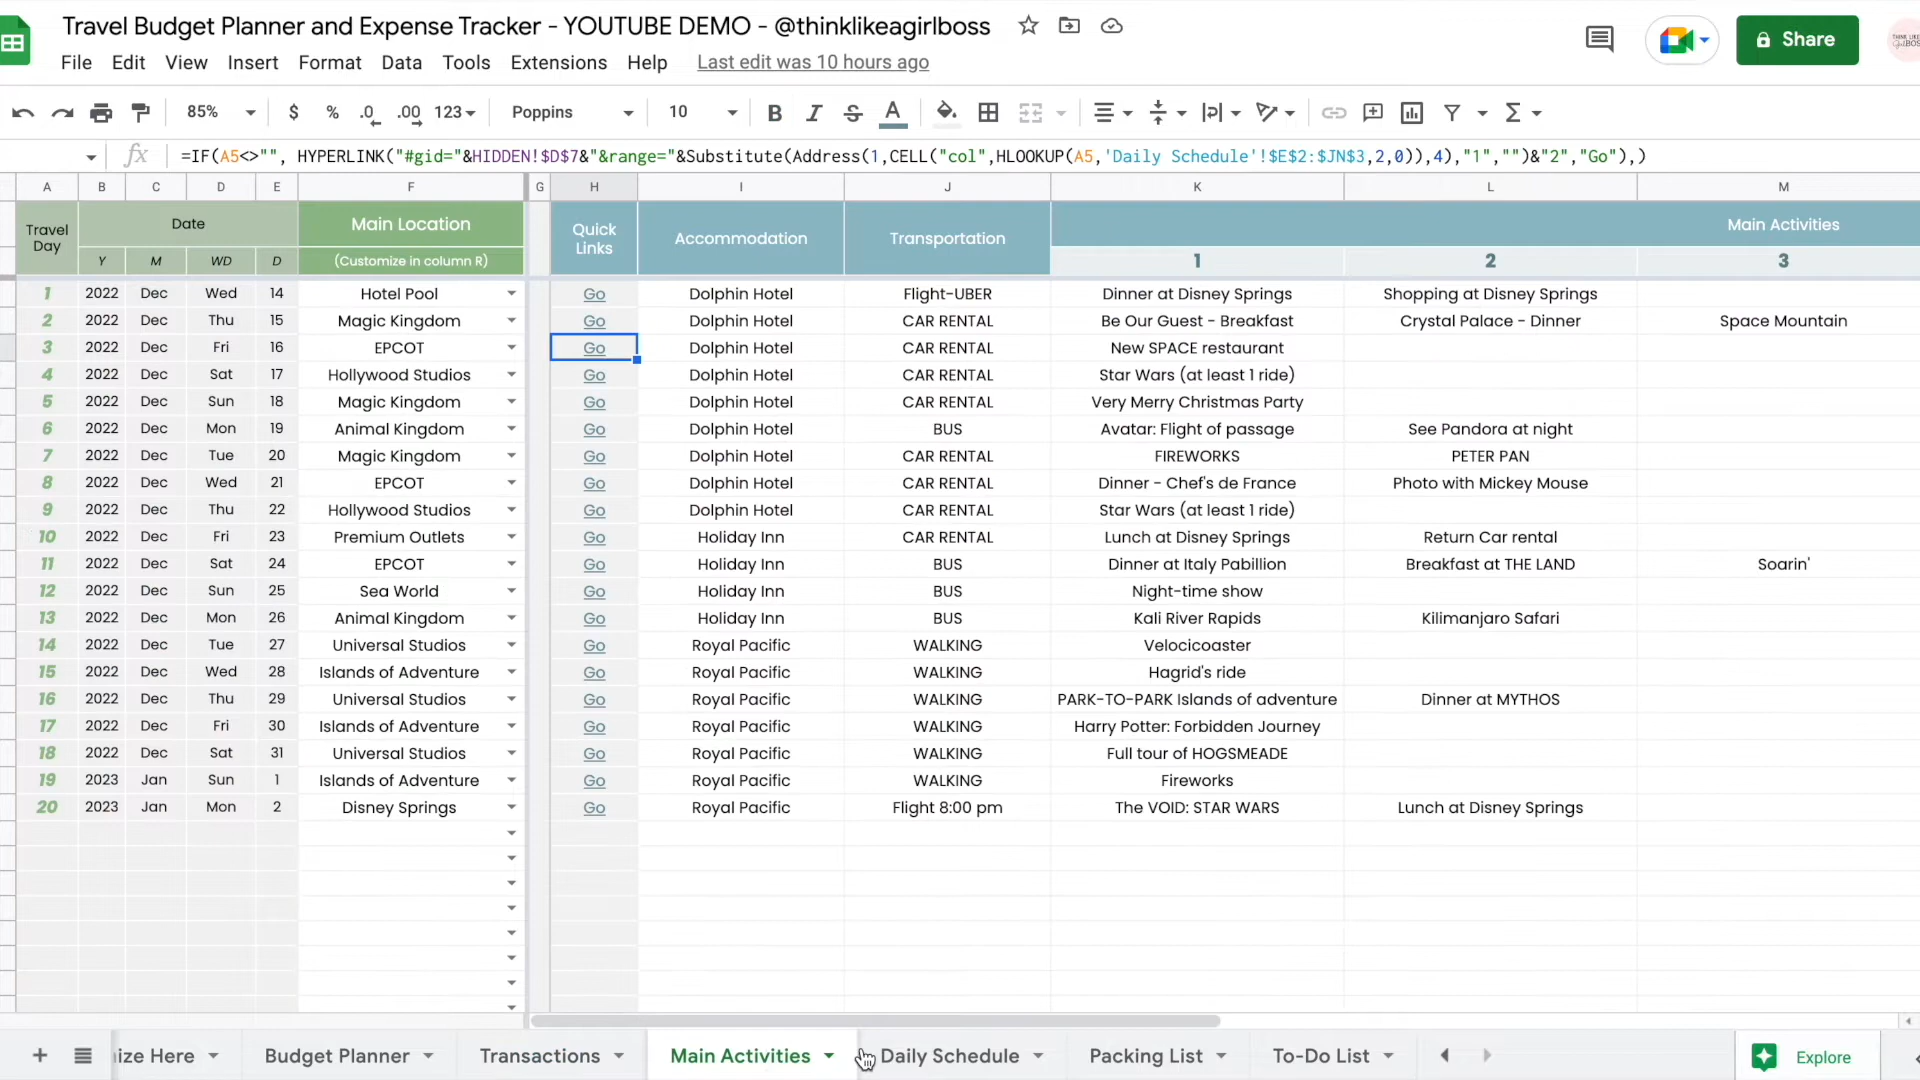 Travel Budget Planner and Expense Tracker - YOUTUBE DEMO - @thinklikeagirlboss
File Edit View Insert Format Data Tools Extensions Help Last edit was 10 hours ago
Share
85% $ % .0 .00 123 Poppins 10 B I S A
=IF(A5<>"", HYPERLINK("#gid="&HIDDEN!$D$7&"&range="&Substitute(Address(1,CELL("col",HLOOKUP(A5,'Daily Schedule'!$E$2:$JN$3,2,0)),4),"1","")&"2","Go"),)
A B C D E F G H I J K L M
Travel Day Date Main Location Quick Links Accommodation Transportation Main Activities
Y M WD D (Customize in column R) 1 2 3
1 2022 Dec Wed 14 Hotel Pool Go Dolphin Hotel Flight-UBER Dinner at Disney Springs Shopping at Disney Springs
2 2022 Dec Thu 15 Magic Kingdom Go Dolphin Hotel CAR RENTAL Be Our Guest - Breakfast Crystal Palace - Dinner Space Mountain
3 2022 Dec Fri 16 EPCOT Go Dolphin Hotel CAR RENTAL New SPACE restaurant
4 2022 Dec Sat 17 Hollywood Studios Go Dolphin Hotel CAR RENTAL Star Wars (at least 1 ride)
5 2022 Dec Sun 18 Magic Kingdom Go Dolphin Hotel CAR RENTAL Very Merry Christmas Party
6 2022 Dec Mon 19 Animal Kingdom Go Dolphin Hotel BUS Avatar: Flight of passage See Pandora at night
7 2022 Dec Tue 20 Magic Kingdom Go Dolphin Hotel CAR RENTAL FIREWORKS PETER PAN
8 2022 Dec Wed 21 EPCOT Go Dolphin Hotel CAR RENTAL Dinner - Chef's de France Photo with Mickey Mouse
9 2022 Dec Thu 22 Hollywood Studios Go Dolphin Hotel CAR RENTAL Star Wars (at least 1 ride)
10 2022 Dec Fri 23 Premium Outlets Go Holiday Inn CAR RENTAL Lunch at Disney Springs Return Car rental
11 2022 Dec Sat 24 EPCOT Go Holiday Inn BUS Dinner at Italy Pabillion Breakfast at THE LAND Soarin'
12 2022 Dec Sun 25 Sea World Go Holiday Inn BUS Night-time show
13 2022 Dec Mon 26 Animal Kingdom Go Holiday Inn BUS Kali River Rapids Kilimanjaro Safari
14 2022 Dec Tue 27 Universal Studios Go Royal Pacific WALKING Velocicoaster
15 2022 Dec Wed 28 Islands of Adventure Go Royal Pacific WALKING Hagrid's ride
16 2022 Dec Thu 29 Universal Studios Go Royal Pacific WALKING PARK-TO-PARK Islands of adventure Dinner at MYTHOS
17 2022 Dec Fri 30 Islands of Adventure Go Royal Pacific WALKING Harry Potter: Forbidden Journey
18 2022 Dec Sat 31 Universal Studios Go Royal Pacific WALKING Full tour of HOGSMEADE
19 2023 Jan Sun 1 Islands of Adventure Go Royal Pacific WALKING Fireworks
20 2023 Jan Mon 2 Disney Springs Go Royal Pacific Flight 8:00 pm The VOID: STAR WARS Lunch at Disney Springs
ize Here Budget Planner Transactions Main Activities Daily Schedule Packing List To-Do List Explore